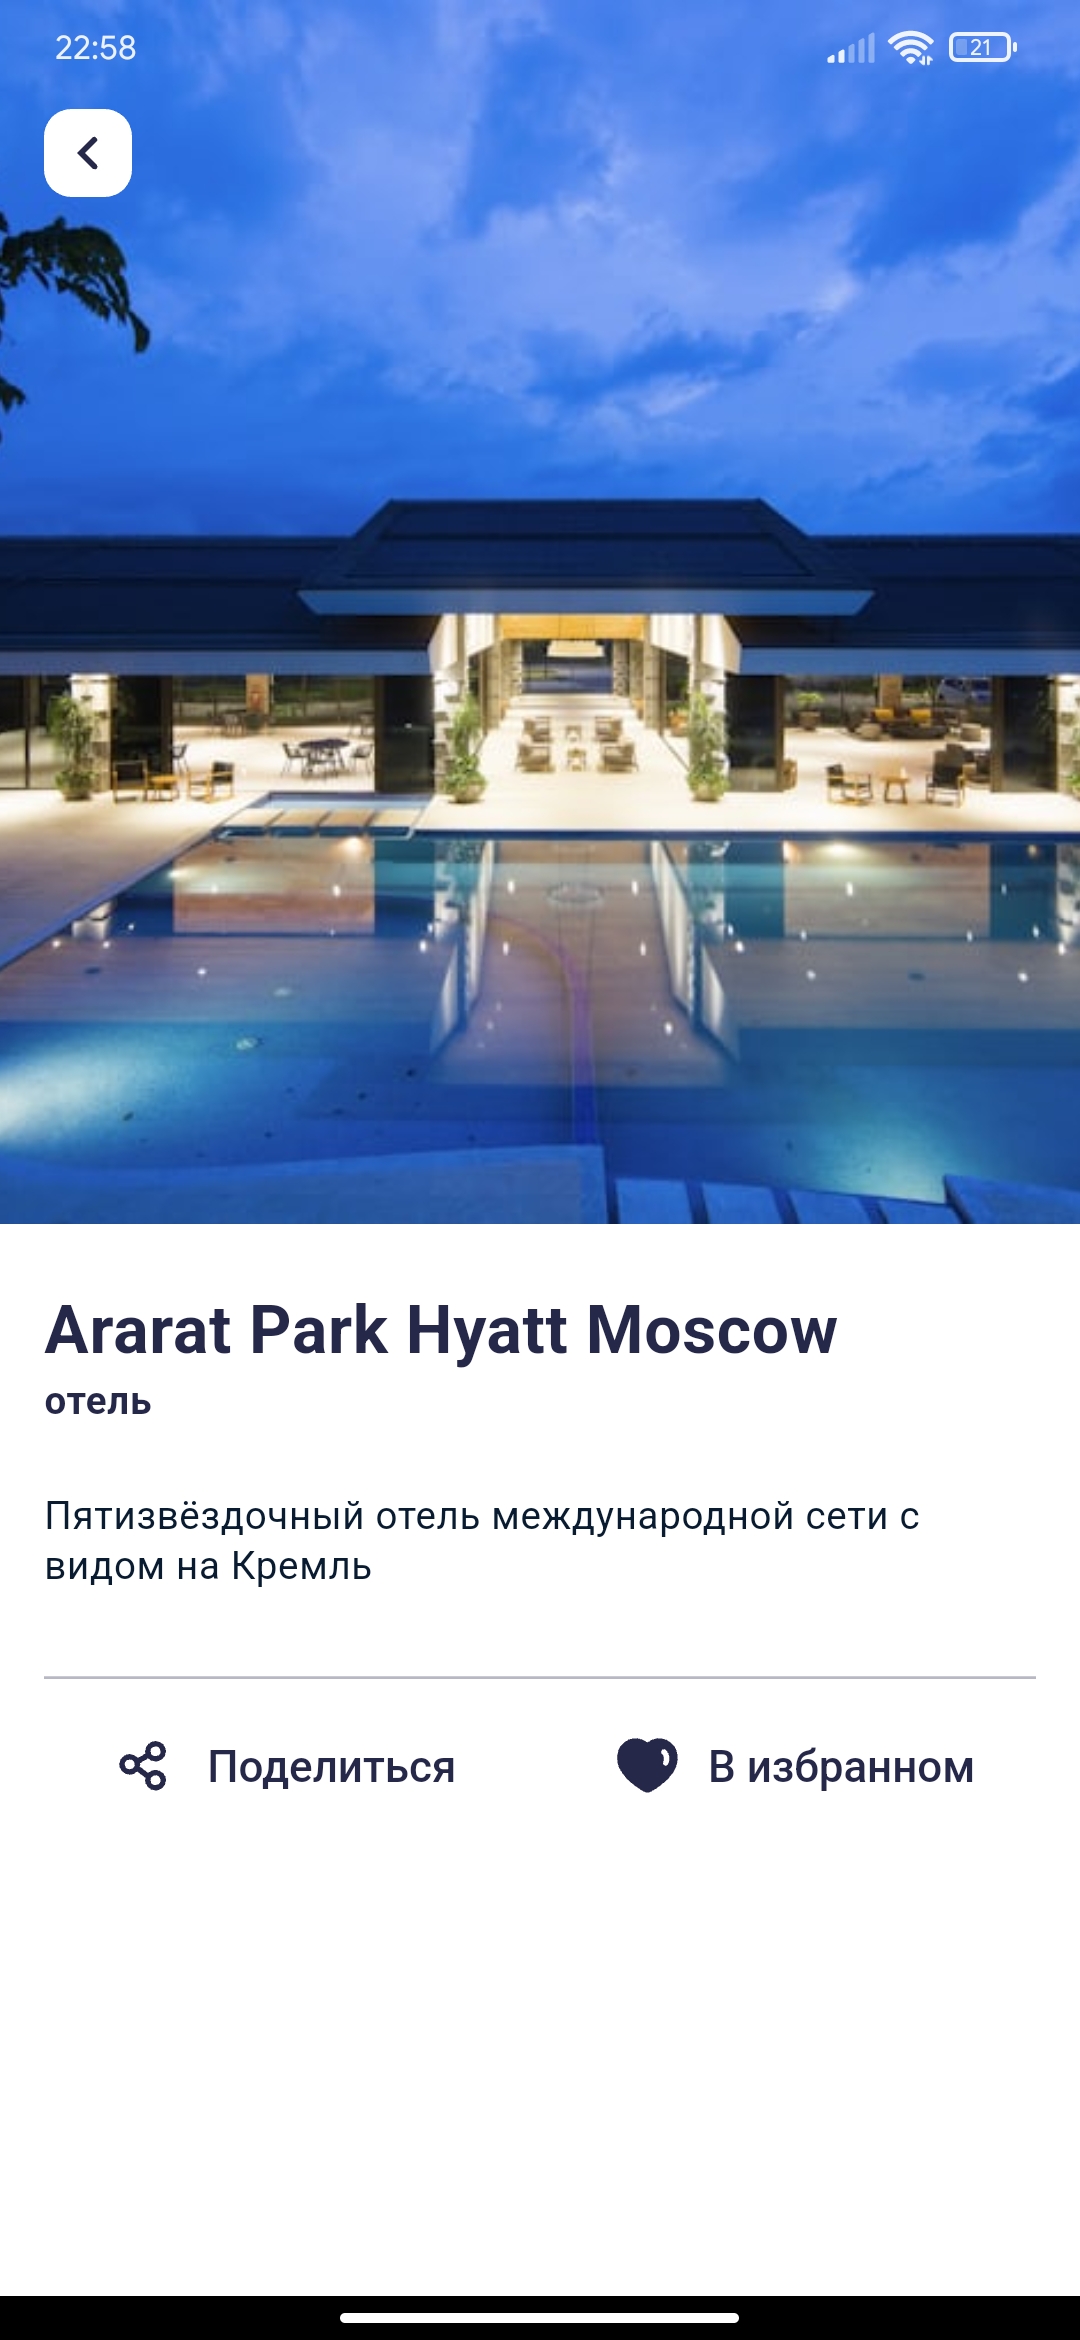 22:58
21
Ararat Park Hyatt Moscow
отель
Пятизвёздочный отель международной сети с
видом на Кремль
Поделиться
В избранном